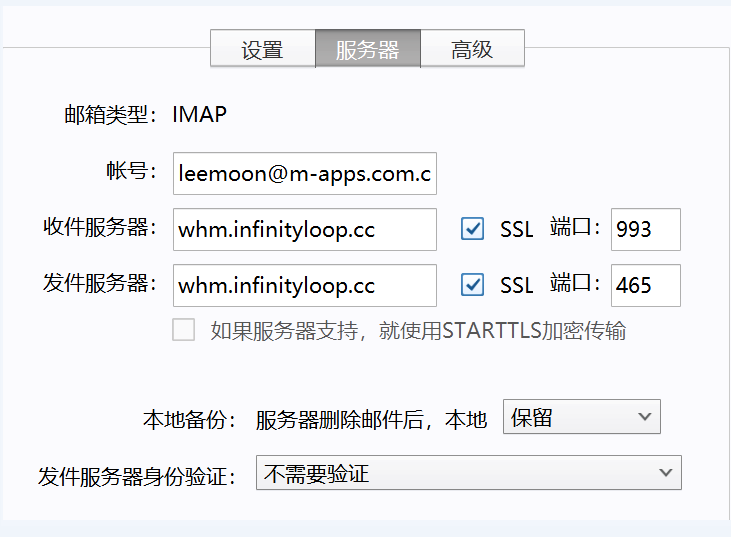 设置 服务器 高级
邮箱类型： IMAP
帐号： leemoon@m-apps.com.c
收件服务器： whm.infinityloop.cc SSL 端口： 993
发件服务器： whm.infinityloop.cc SSL 端口： 465
如果服务器支持，就使用STARTTLS加密传输
本地备份： 服务器删除邮件后，本地 保留
发件服务器身份验证： 不需要验证